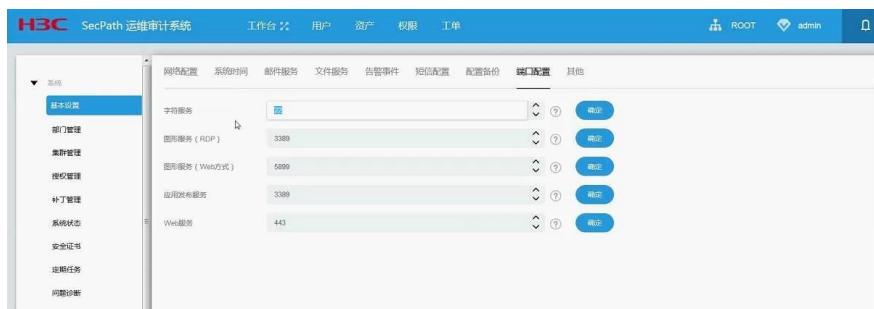 H3C SecPath 运维审计系统 工作台 用户 资产 权限 工单 ROOT admin
系统
网络配置 系统时间 邮件服务 文件服务 告警事件 短信配置 配置备份 端口配置 其他
基本设置
部门管理
集群管理
授权管理
补丁管理
系统状态
安全证书
定期任务
问题诊断
字符服务 22 确定
图形服务 ( RDP ) 3389 确定
图形服务 ( Web方式 ) 5899 确定
应用发布服务 3389 确定
Web服务 443 确定